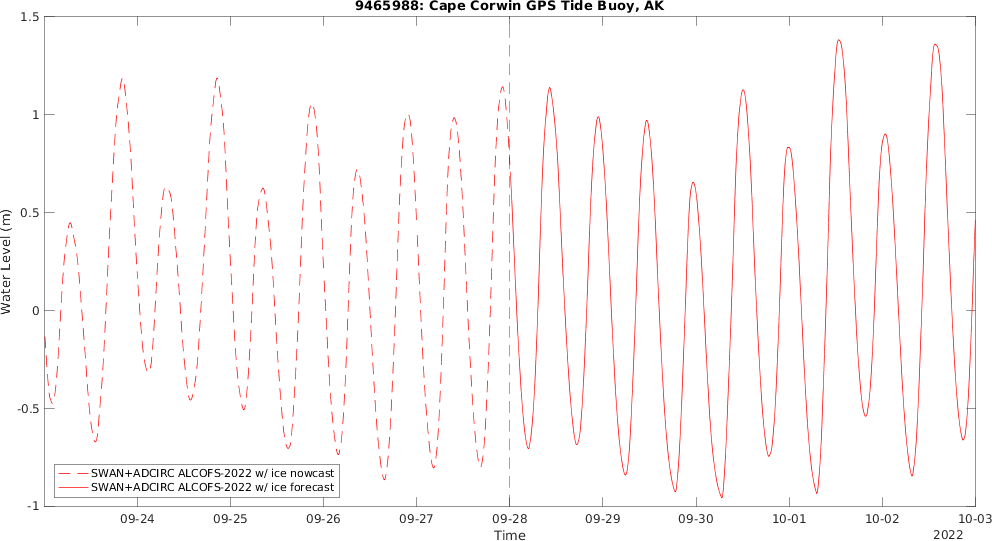 9465988: Cape Corwin GPS Tide Buoy, AK
Water Level (m)
1.5
1
0.5
0
-0.5
-1
SWAN+ADCIRC ALCOFS-2022 w/ ice nowcast
SWAN+ADCIRC ALCOFS-2022 w/ ice forecast
09-24 09-25 09-26 09-27 09-28 09-29 09-30 10-01 10-02 10-03
Time
2022